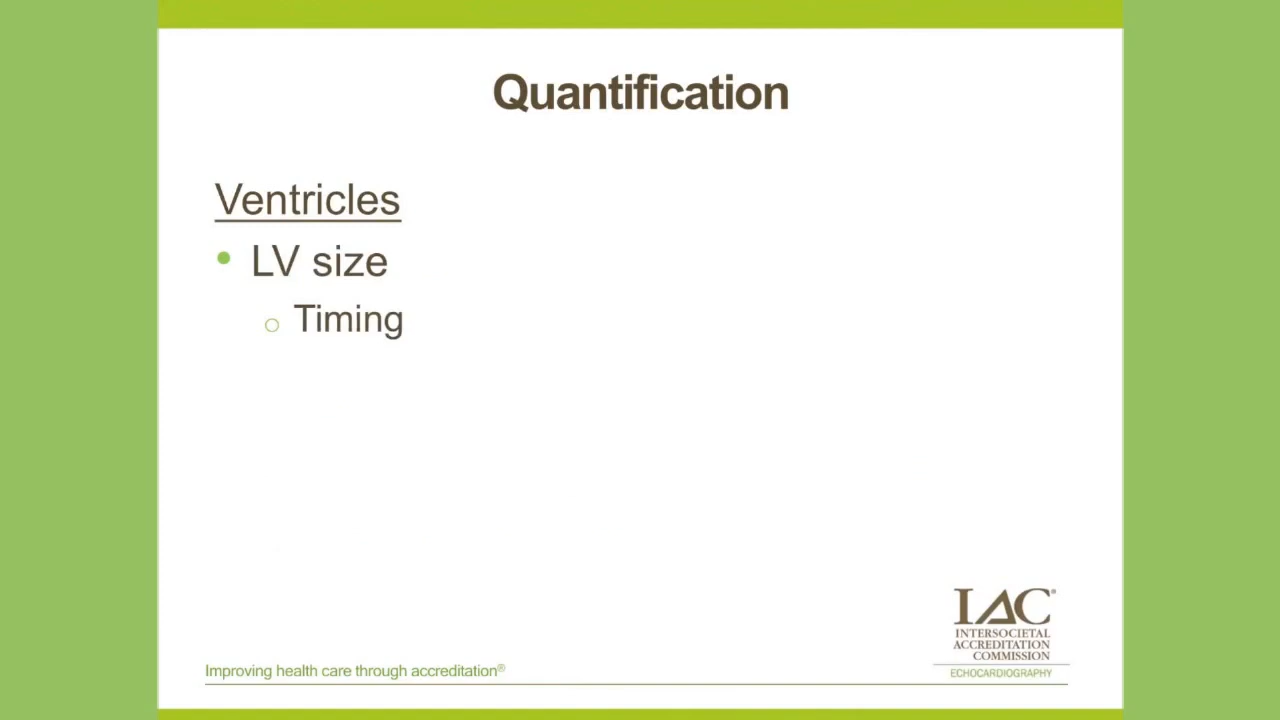 Quantification
Ventricles
• LV size
o Timing
IAC®
INTERSOCIETAL
ACCREDITATION
COMMISSION
ECHOCARDIOGRAPHY
Improving health care through accreditation®